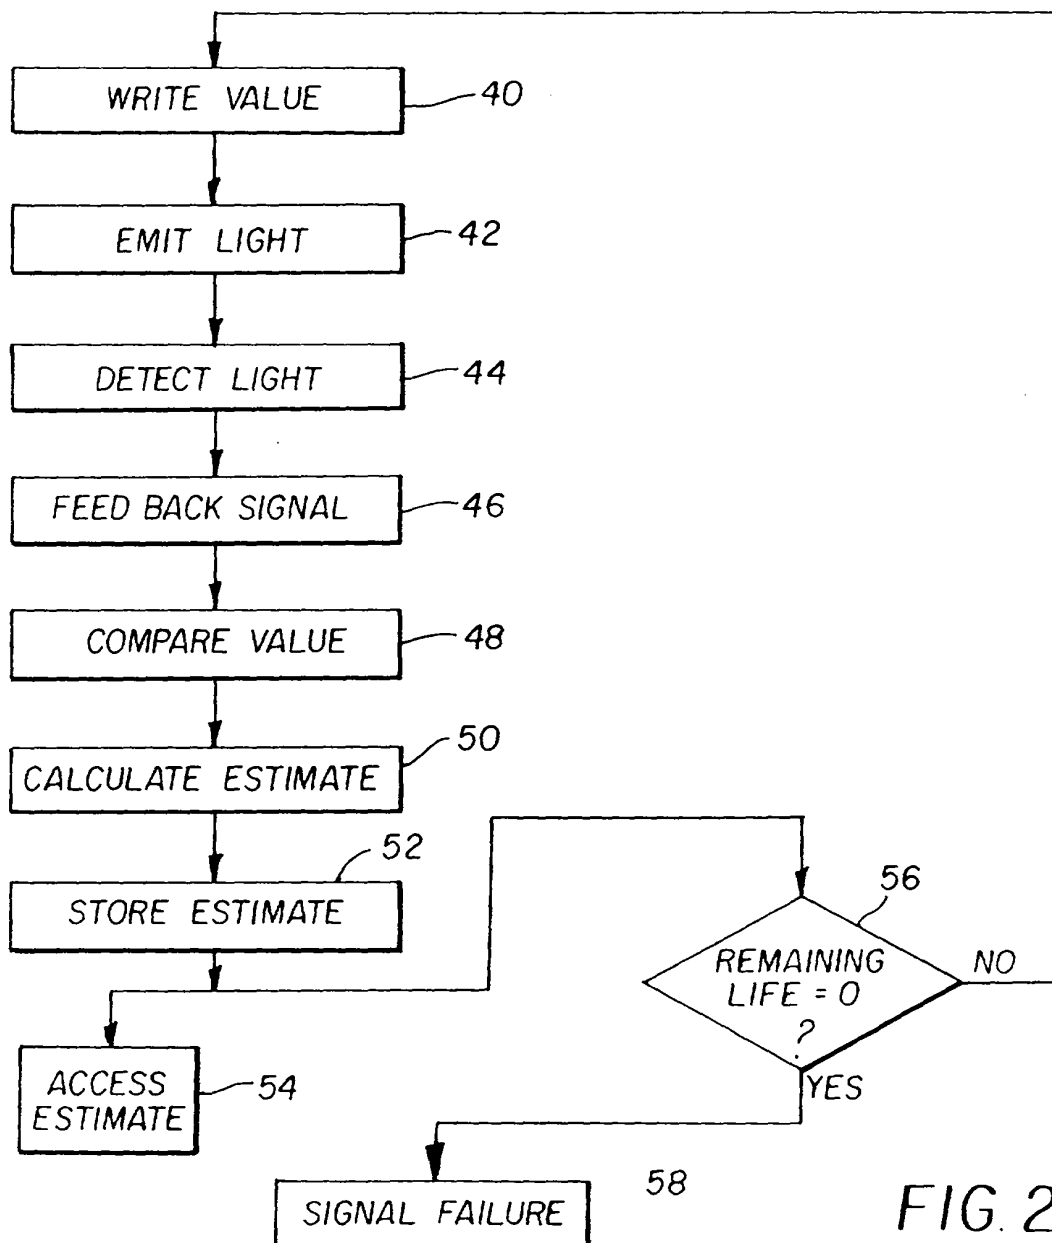 WRITE VALUE
40
EMIT LIGHT
42
DETECT LIGHT
44
FEED BACK SIGNAL
46
COMPARE VALUE
48
CALCULATE ESTIMATE
50
STORE ESTIMATE
52
ACCESS
ESTIMATE
54
REMAINING
LIFE = 0
?
56
NO
YES
SIGNAL FAILURE
58
FIG. 2